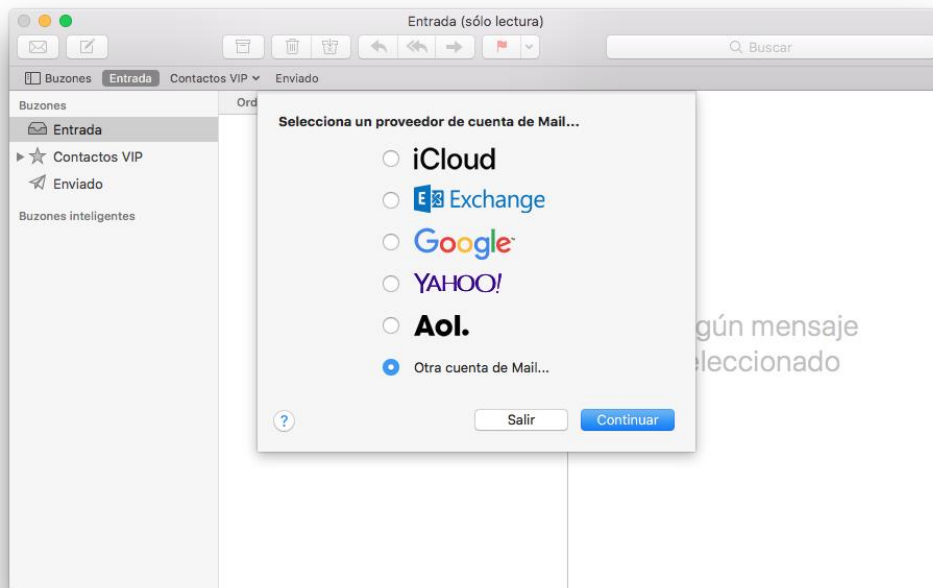 Entrada (sólo lectura)
Buscar
Buzones Entrada Contactos VIP Enviado
Buzones
Ord
Entrada
Contactos VIP
Enviado
Buzones inteligentes
Selecciona un proveedor de cuenta de Mail...
iCloud
E Exchange
Google
YAHOO!
Aol.
Otra cuenta de Mail...
? Salir Continuar
gún mensaje
eleccionado